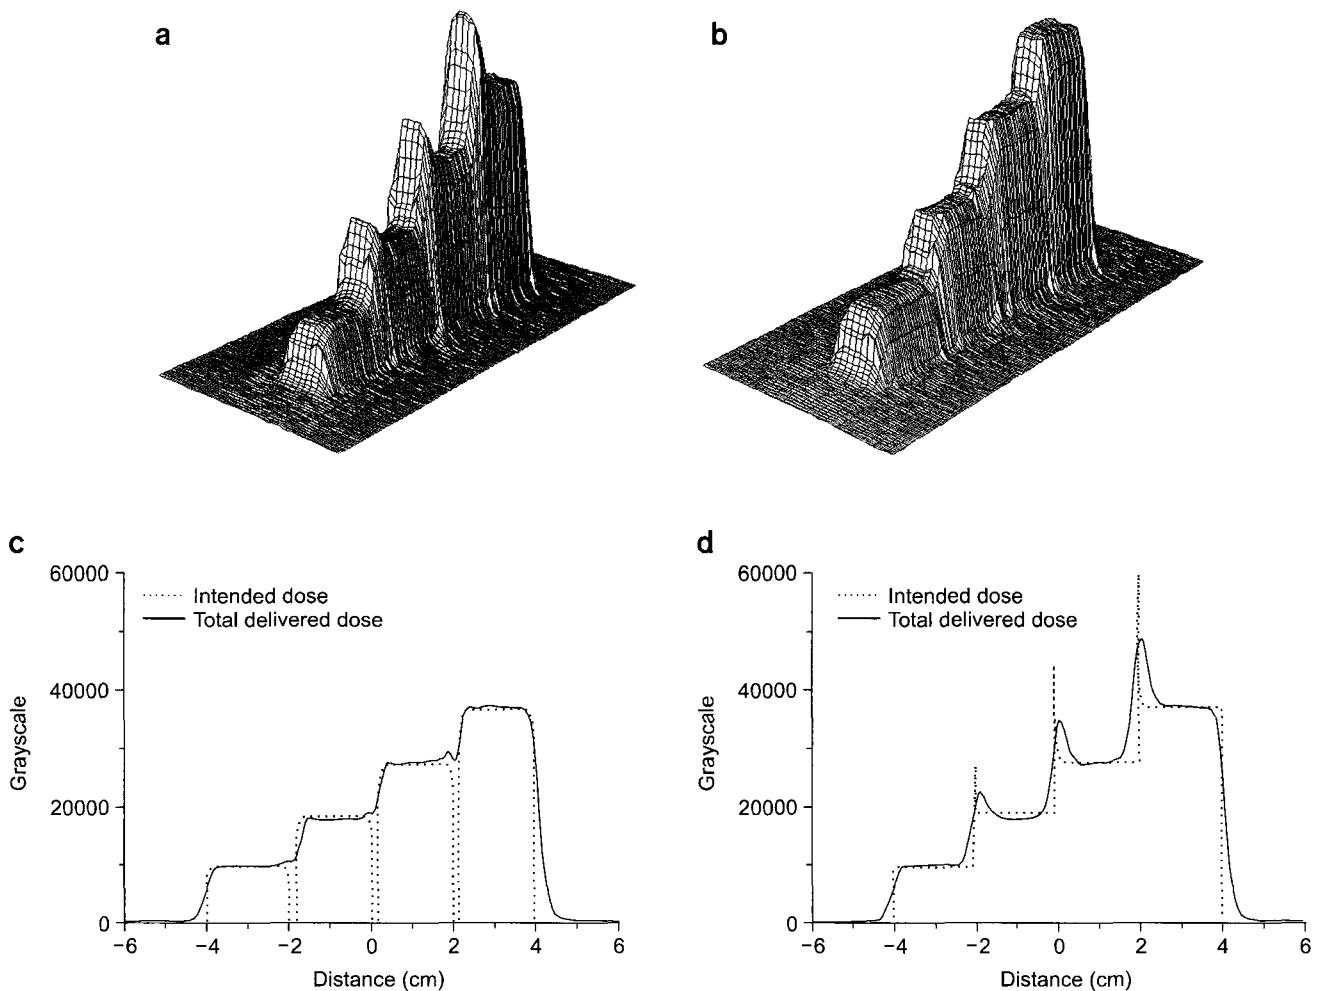 a
b
c
60000
40000
20000
0
Grayscale
Intended dose
Total delivered dose
−6
−4
−2
0
2
4
6
Distance (cm)
d
60000
40000
20000
0
Grayscale
Intended dose
Total delivered dose
−6
−4
−2
0
2
4
6
Distance (cm)